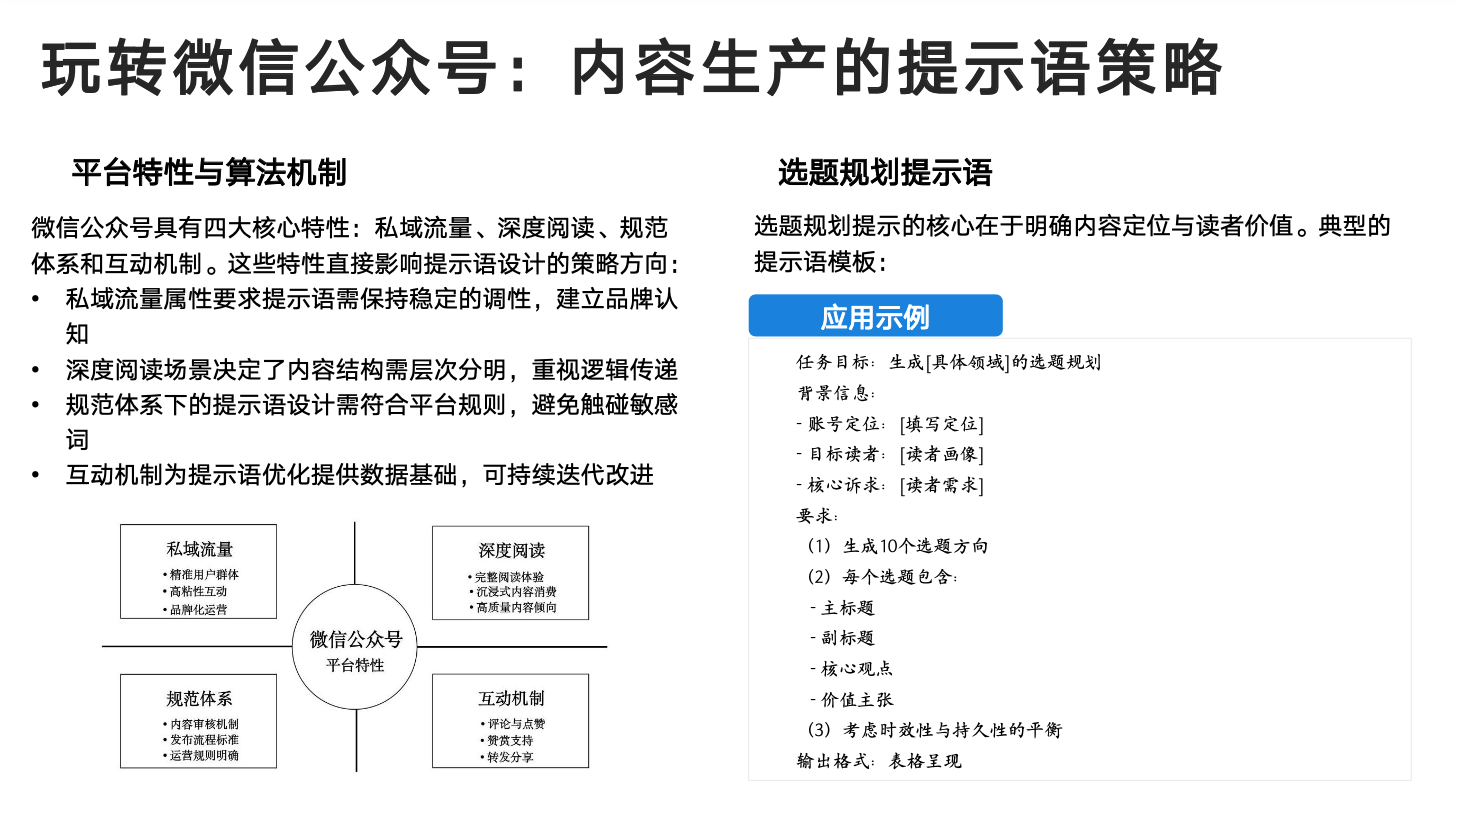 玩转微信公众号：内容生产的提示语策略
平台特性与算法机制
微信公众号具有四大核心特性：私域流量、深度阅读、规范
体系和互动机制。这些特性直接影响提示语设计的策略方向：
• 私域流量属性要求提示语需保持稳定的调性，建立品牌认
知
• 深度阅读场景决定了内容结构需层次分明，重视逻辑传递
• 规范体系下的提示语设计需符合平台规则，避免触碰敏感
词
• 互动机制为提示语优化提供数据基础，可持续迭代改进
私域流量
• 精准用户群体
• 高粘性互动
• 品牌化运营
深度阅读
• 完整阅读体验
• 沉浸式内容消费
• 高质量内容倾向
微信公众号
平台特性
规范体系
• 内容审核机制
• 发布流程标准
• 运营规则明确
互动机制
• 评论与点赞
• 赞赏支持
• 转发分享
选题规划提示语
选题规划提示的核心在于明确内容定位与读者价值。典型的
提示语模板：
应用示例
任务目标：生成[具体领域]的选题规划
背景信息：
- 账号定位：[填写定位]
- 目标读者：[读者画像]
- 核心诉求：[读者需求]
要求：
（1）生成10个选题方向
（2）每个选题包含：
- 主标题
- 副标题
- 核心观点
- 价值主张
（3）考虑时效性与持久性的平衡
输出格式：表格呈现